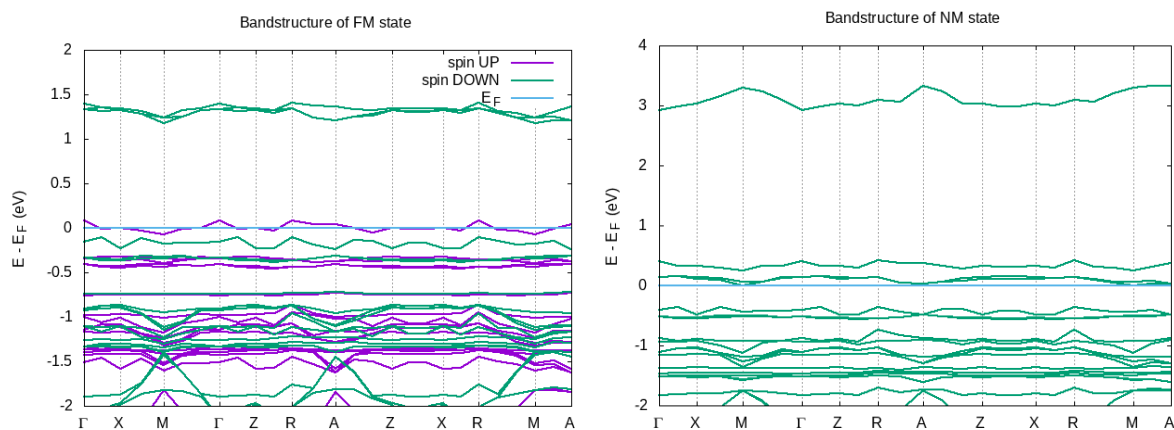 Bandstructure of FM state
2
1.5
1
0.5
0
-0.5
-1
-1.5
-2
E - E_F (eV)
spin UP
spin DOWN
E_F
Γ X M Γ Z R A Z X R M A
Bandstructure of NM state
4
3
2
1
0
-1
-2
E - E_F (eV)
Γ X M Γ Z R A Z X R M A